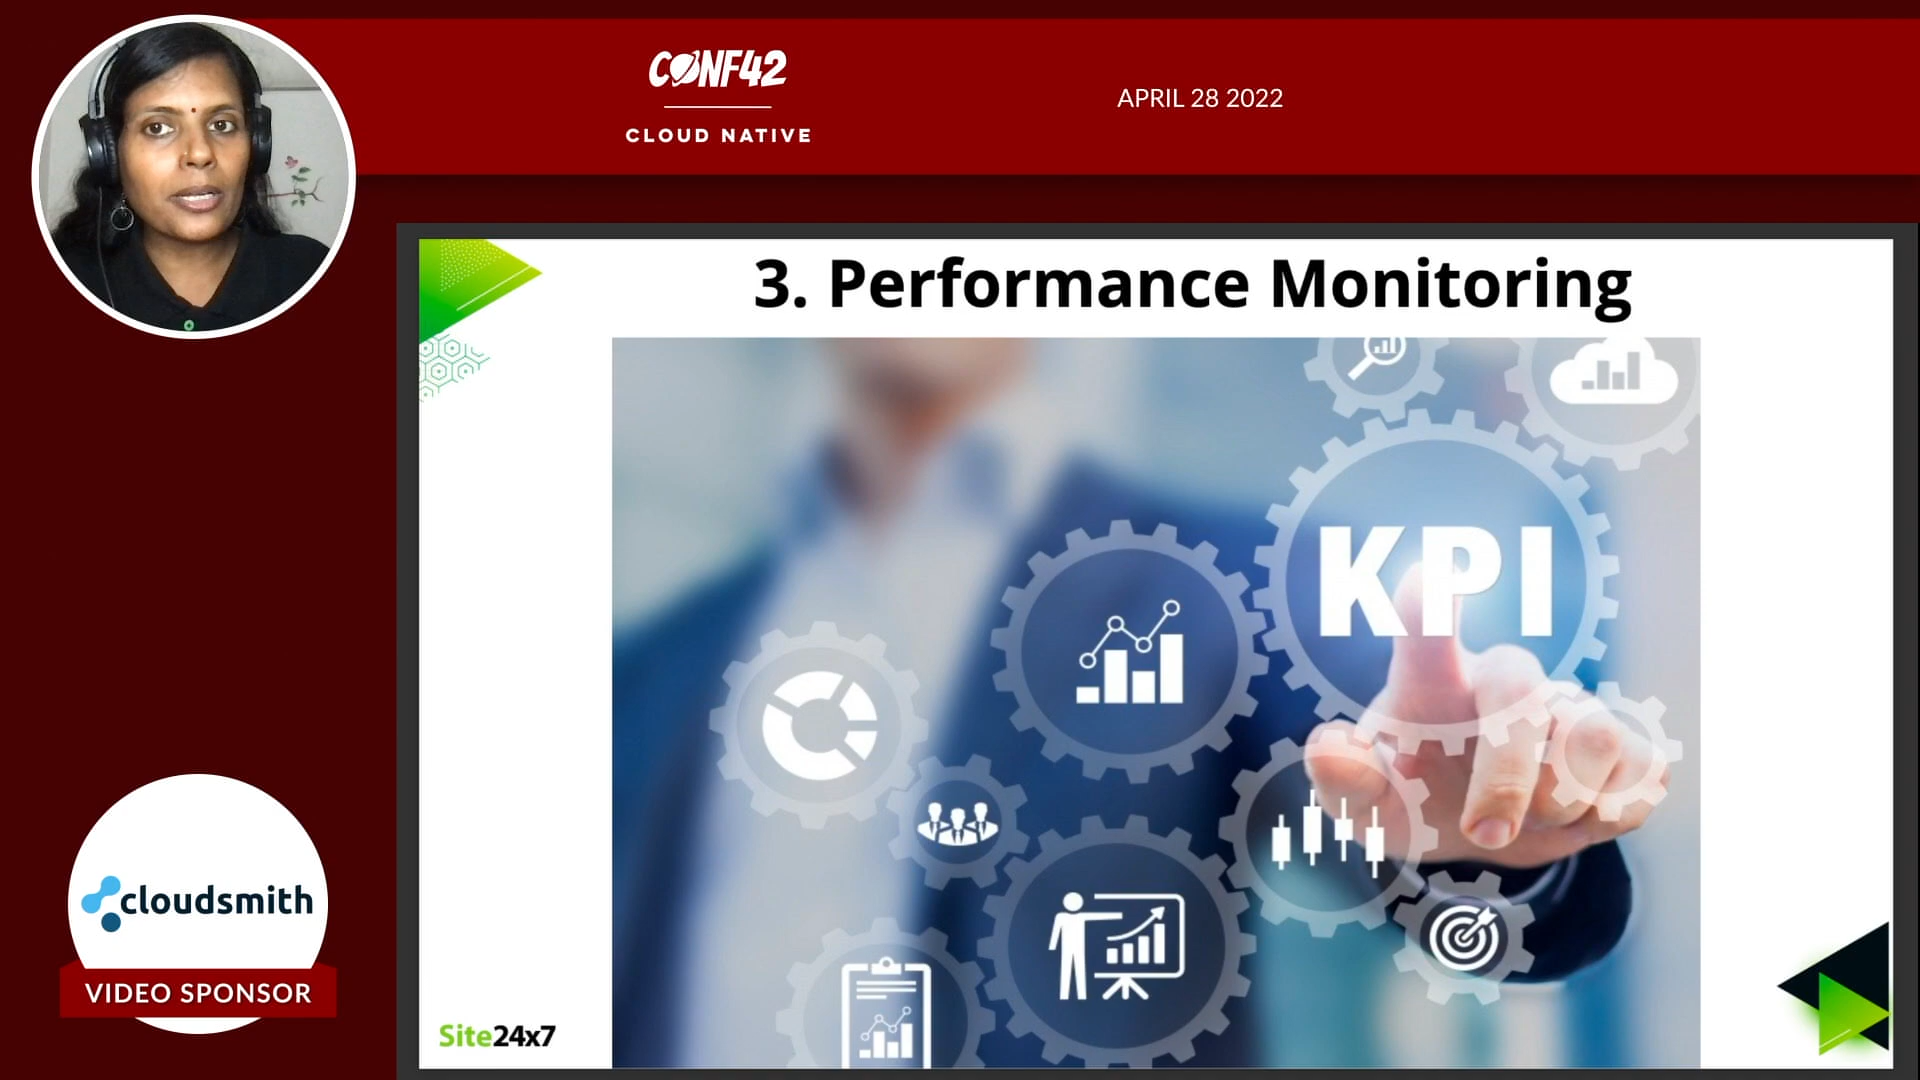 CONF42
CLOUD NATIVE
APRIL 28 2022
3. Performance Monitoring
KPI
cloudsmith
VIDEO SPONSOR
Site24x7